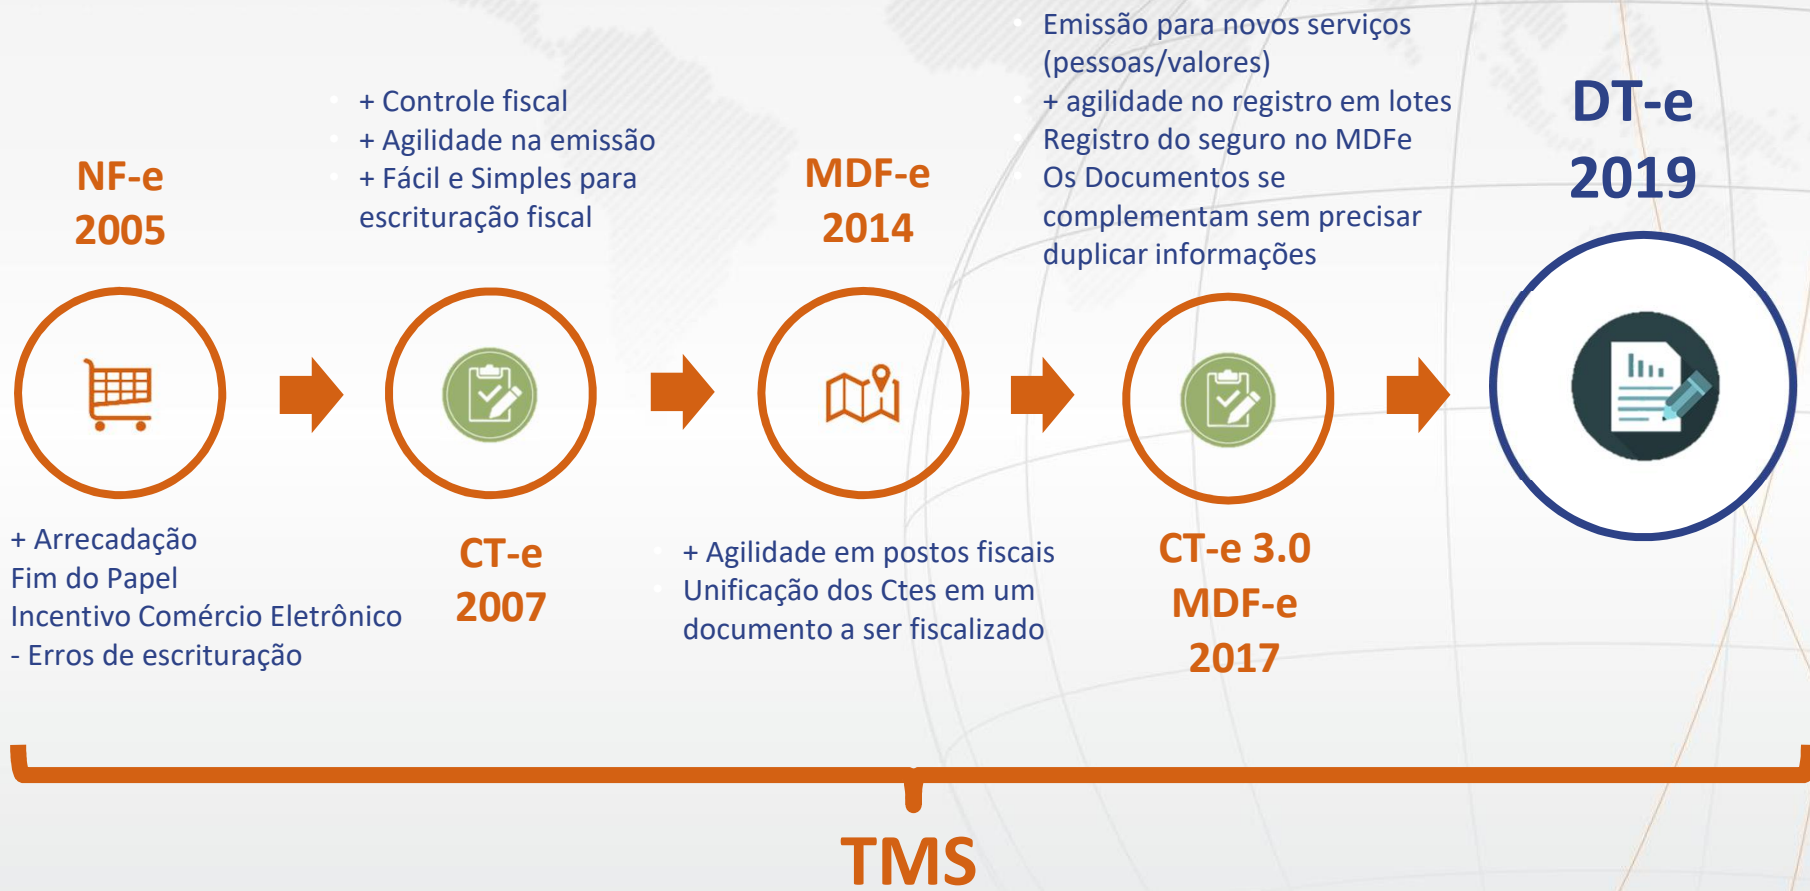 NF-e
2005
+ Arrecadação
Fim do Papel
Incentivo Comércio Eletrônico
- Erros de escrituração
+ Controle fiscal
+ Agilidade na emissão
+ Fácil e Simples para
escrituração fiscal
CT-e
2007
MDF-e
2014
+ Agilidade em postos fiscais
Unificação dos Ctes em um
documento a ser fiscalizado
Emissão para novos serviços
(pessoas/valores)
+ agilidade no registro em lotes
Registro do seguro no MDFe
Os Documentos se
complementam sem precisar
duplicar informações
CT-e 3.0
MDF-e
2017
DT-e
2019
TMS